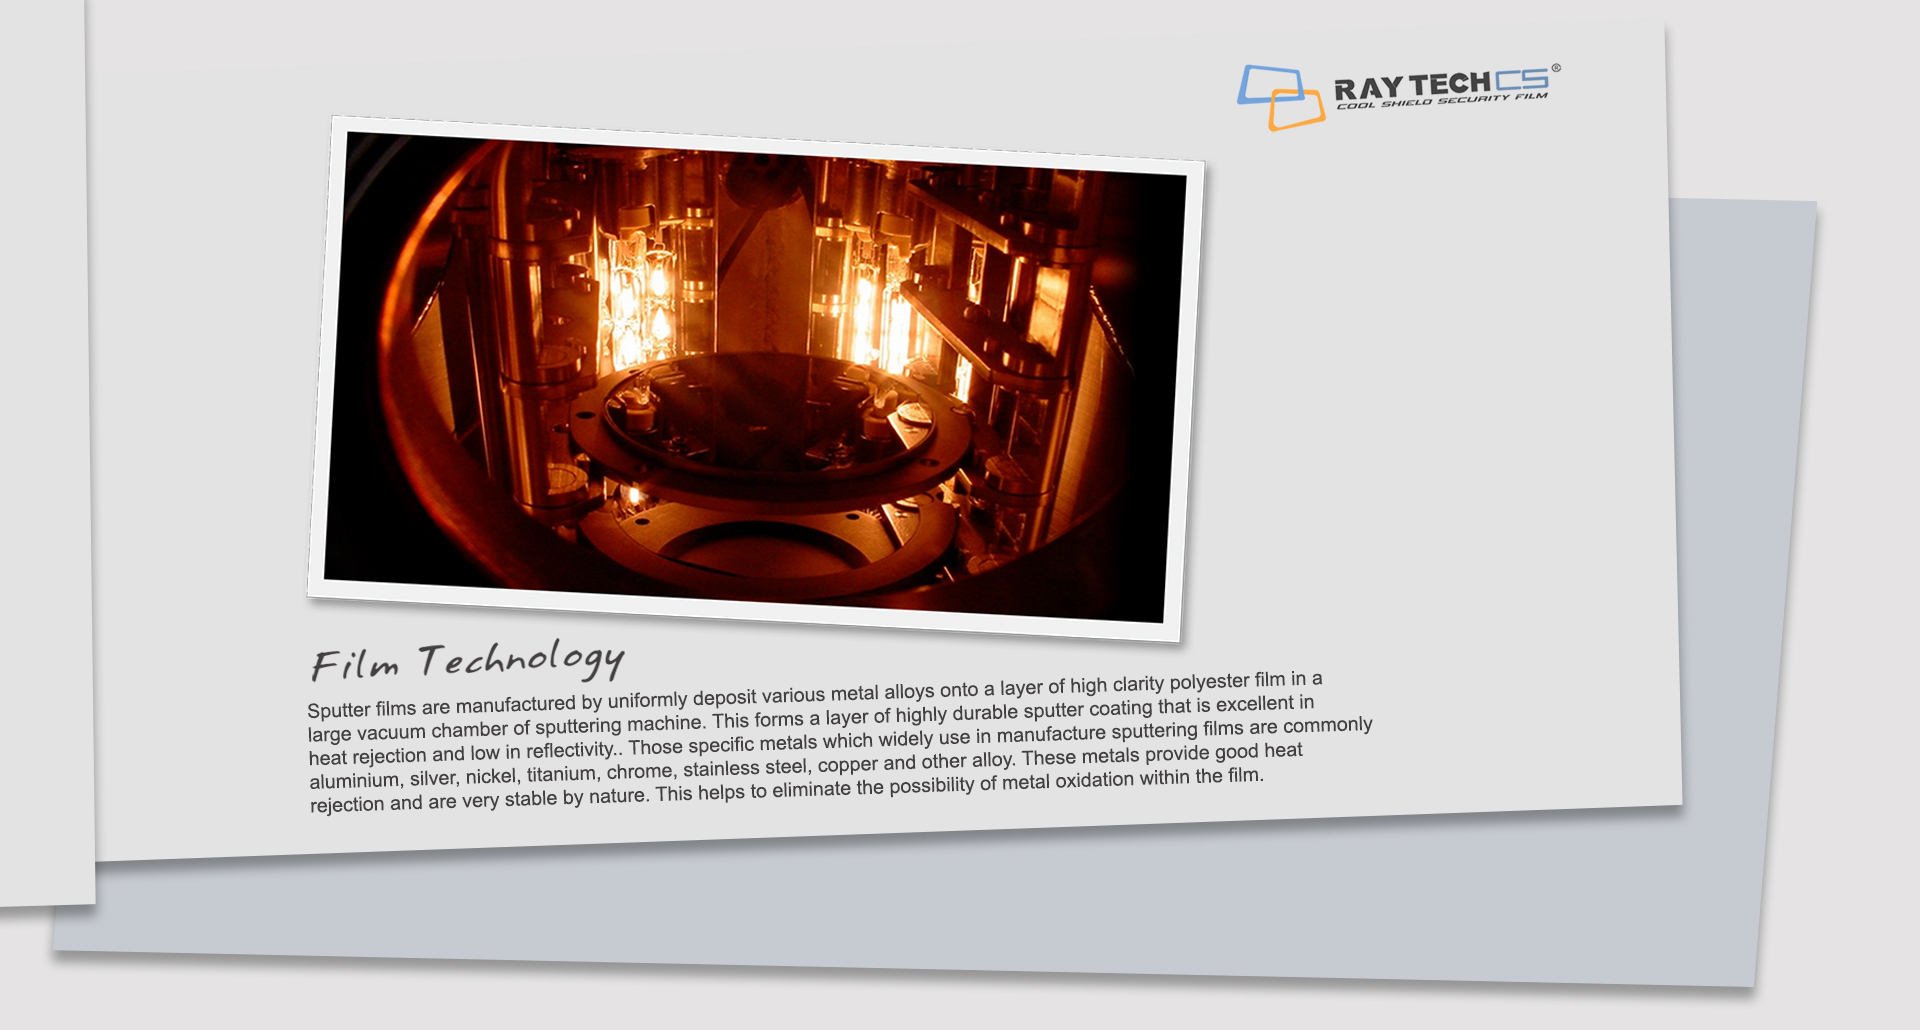 RAY TECH CS®
COOL SHIELD SECURITY FILM
Film Technology
Sputter films are manufactured by uniformly deposit various metal alloys onto a layer of high clarity polyester film in a
large vacuum chamber of sputtering machine. This forms a layer of highly durable sputter coating that is excellent in
heat rejection and low in reflectivity.. Those specific metals which widely use in manufacture sputtering films are commonly
aluminium, silver, nickel, titanium, chrome, stainless steel, copper and other alloy. These metals provide good heat
rejection and are very stable by nature. This helps to eliminate the possibility of metal oxidation within the film.